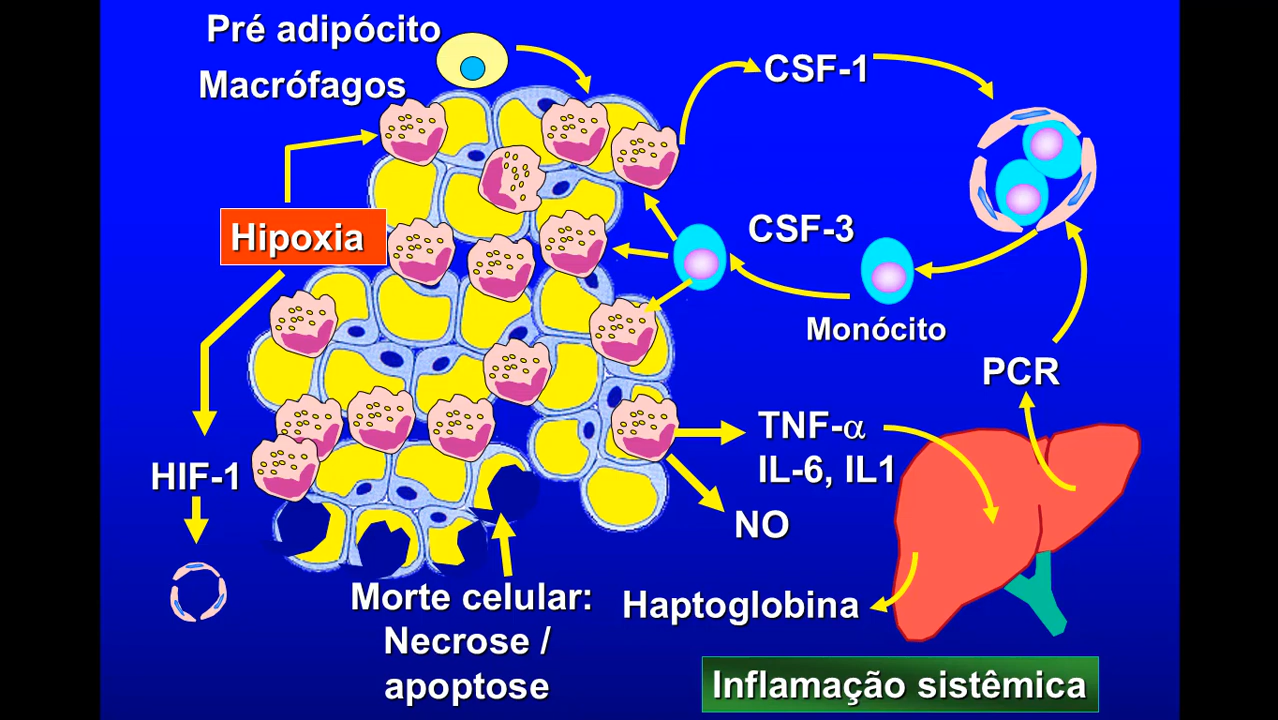 Pré adipócito
Macrófagos
CSF-1
Hipoxia
CSF-3
Monócito
PCR
TNF-α
IL-6, IL1
HIF-1
NO
Morte celular:
Necrose /
apoptose
Haptoglobina
Inflamação sistêmica